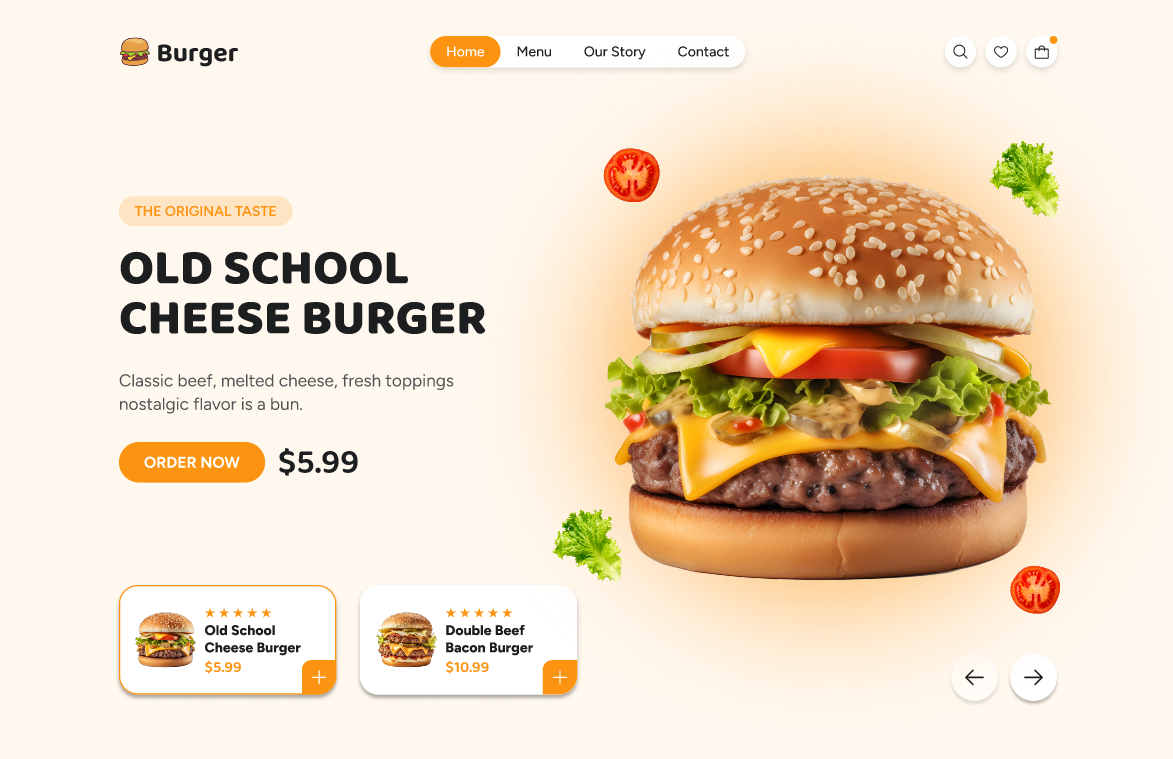 Burger
Home
Menu
Our Story
Contact
THE ORIGINAL TASTE
OLD SCHOOL
CHEESE BURGER
Classic beef, melted cheese, fresh toppings
nostalgic flavor is a bun.
ORDER NOW
$5.99
Old School
Cheese Burger
$5.99
Double Beef
Bacon Burger
$10.99